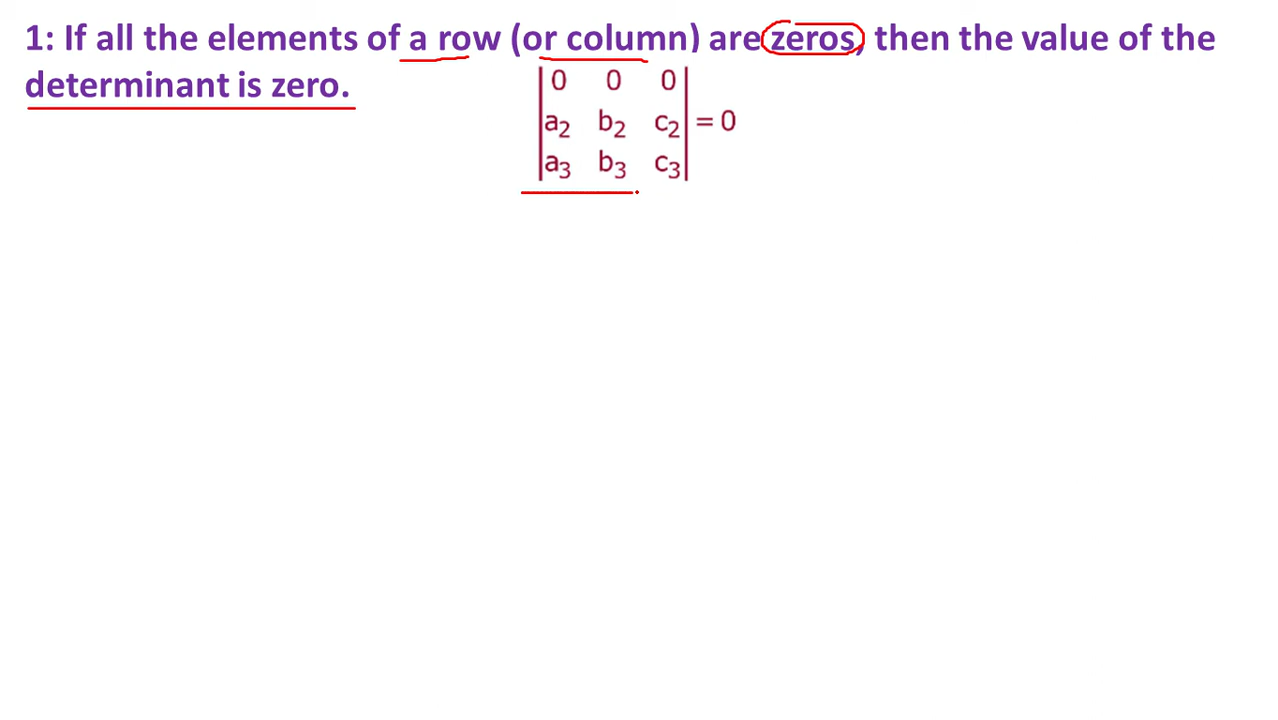 1: If all the elements of a row (or column) are zeros, then the value of the
determinant is zero.
0 0 0
a₂ b₂ c₂ = 0
a₃ b₃ c₃